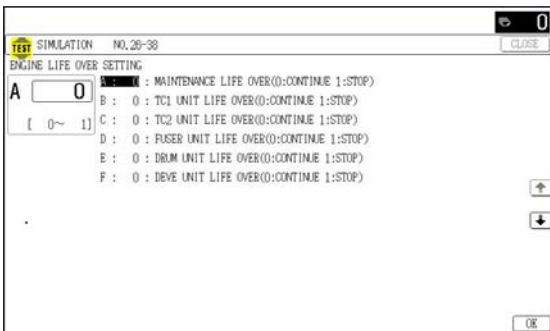 0
TEST SIMULATION NO. 26-38
CLOSE
ENGINE LIFE OVER SETTING
A 0
[ 0~ 1]
A : 0 : MAINTENANCE LIFE OVER(0:CONTINUE 1:STOP)
B : 0 : TC1 UNIT LIFE OVER(0:CONTINUE 1:STOP)
C : 0 : TC2 UNIT LIFE OVER(0:CONTINUE 1:STOP)
D : 0 : FUSER UNIT LIFE OVER(0:CONTINUE 1:STOP)
E : 0 : DRUM UNIT LIFE OVER(0:CONTINUE 1:STOP)
F : 0 : DEVE UNIT LIFE OVER(0:CONTINUE 1:STOP)
OK